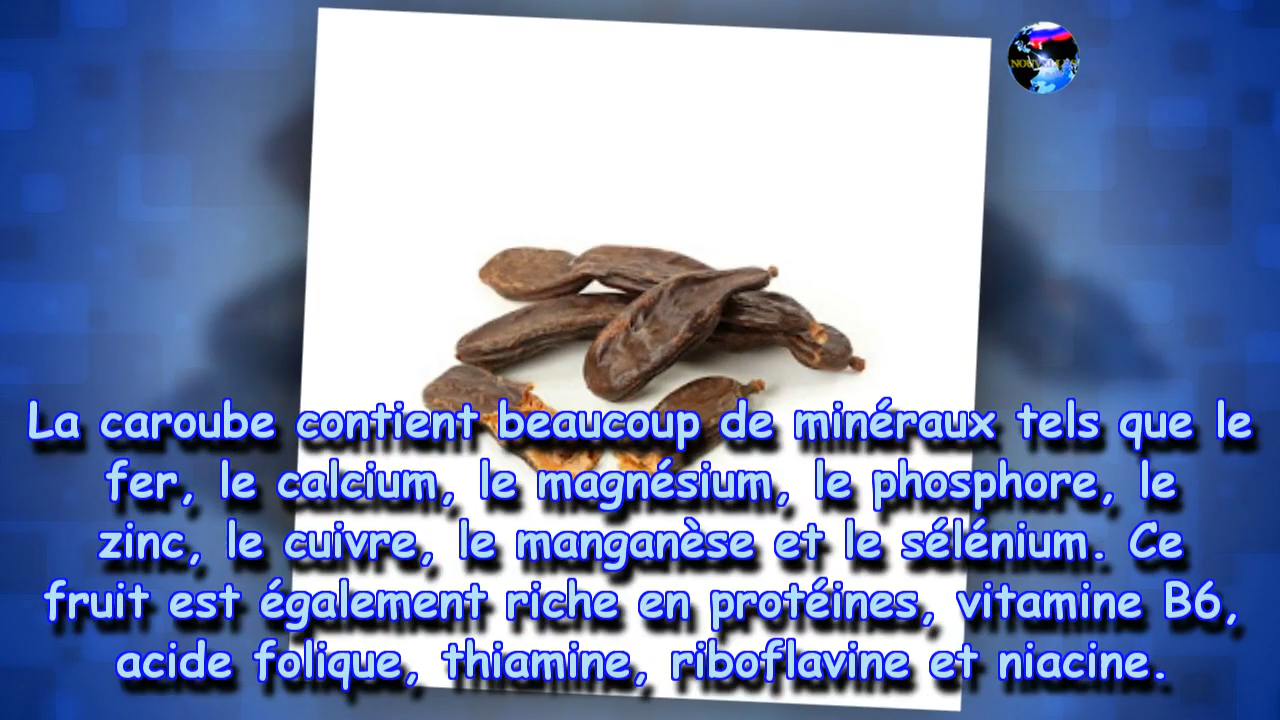 NOUVELLES
La caroube contient beaucoup de minéraux tels que le
fer, le calcium, le magnésium, le phosphore, le
zinc, le cuivre, le manganèse et le sélénium. Ce
fruit est également riche en protéines, vitamine B6,
acide folique, thiamine, riboflavine et niacine.